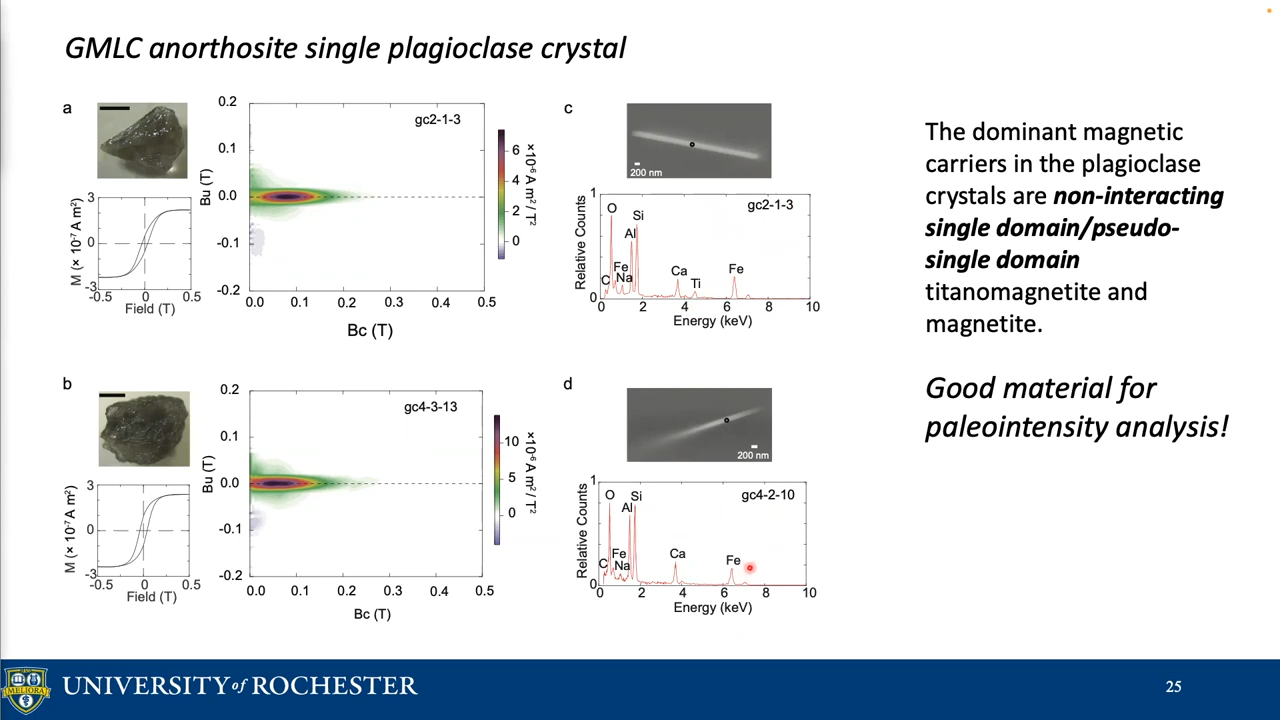 GMLC anorthosite single plagioclase crystal
a
3
0
-3
M (× 10⁻⁷ A m²)
-0.5 0 0.5
Field (T)
0.2
0.1
0.0
-0.1
-0.2
Bu (T)
gc2-1-3
0.0 0.1 0.2 0.3 0.4 0.5
Bc (T)
6
4
2
0
×10⁻⁶ A m² / T²
c
200 nm
1
0
Relative Counts
gc2-1-3
O
Si
Al
Fe
C Na
Ca
Ti
Fe
0 2 4 6 8 10
Energy (keV)
b
3
0
-3
M (× 10⁻⁷ A m²)
-0.5 0 0.5
Field (T)
0.2
0.1
0.0
-0.1
-0.2
Bu (T)
gc4-3-13
0.0 0.1 0.2 0.3 0.4 0.5
Bc (T)
10
5
0
×10⁻⁶ A m² / T²
d
200 nm
1
0
Relative Counts
gc4-2-10
O
Si
Al
Fe
C Na
Ca
Fe
0 2 4 6 8 10
Energy (keV)
The dominant magnetic
carriers in the plagioclase
crystals are non-interacting
single domain/pseudo-
single domain
titanomagnetite and
magnetite.
Good material for
paleointensity analysis!
MELIORA
UNIVERSITY of ROCHESTER
25